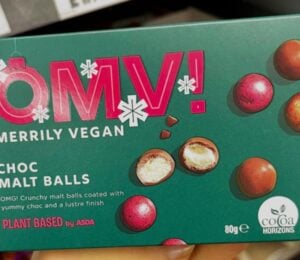 OMV!
MERRILY VEGAN
CHOC
MALT BALLS
OMG! Crunchy malt balls coated with
yummy choc and a lustre finish
PLANT BASED by ASDA
80g e
cocoa
HORIZONS